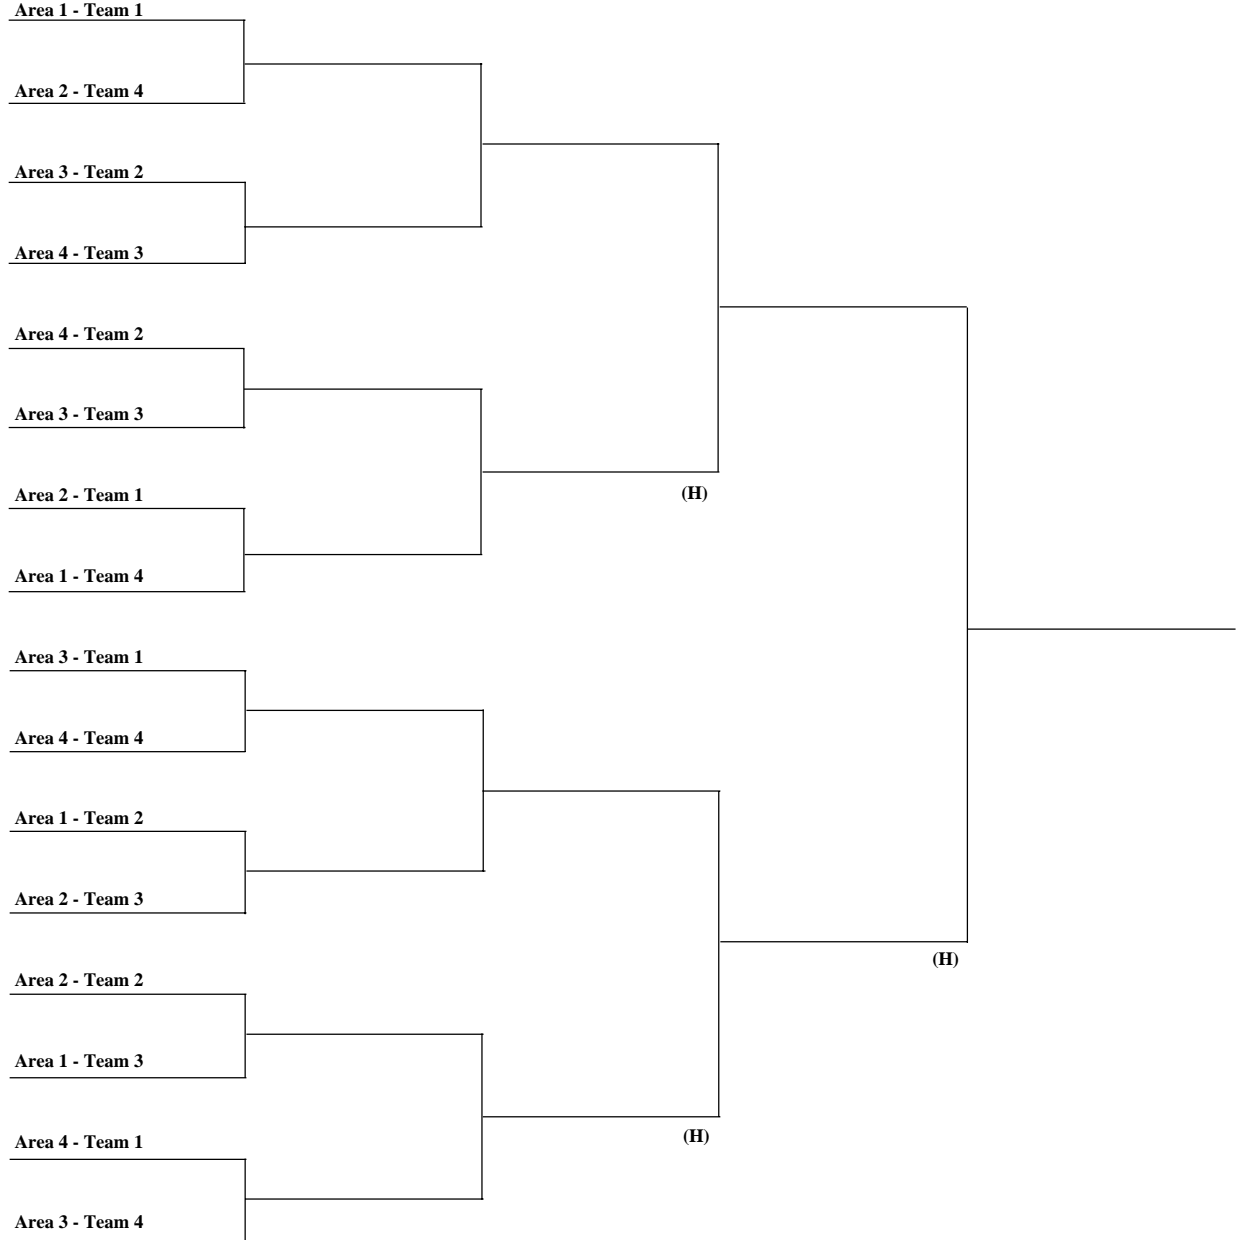 Area 1 - Team 1
Area 2 - Team 4
Area 3 - Team 2
Area 4 - Team 3
Area 4 - Team 2
Area 3 - Team 3
Area 2 - Team 1
(H)
Area 1 - Team 4
Area 3 - Team 1
Area 4 - Team 4
Area 1 - Team 2
Area 2 - Team 3
(H)
Area 2 - Team 2
Area 1 - Team 3
(H)
Area 4 - Team 1
Area 3 - Team 4